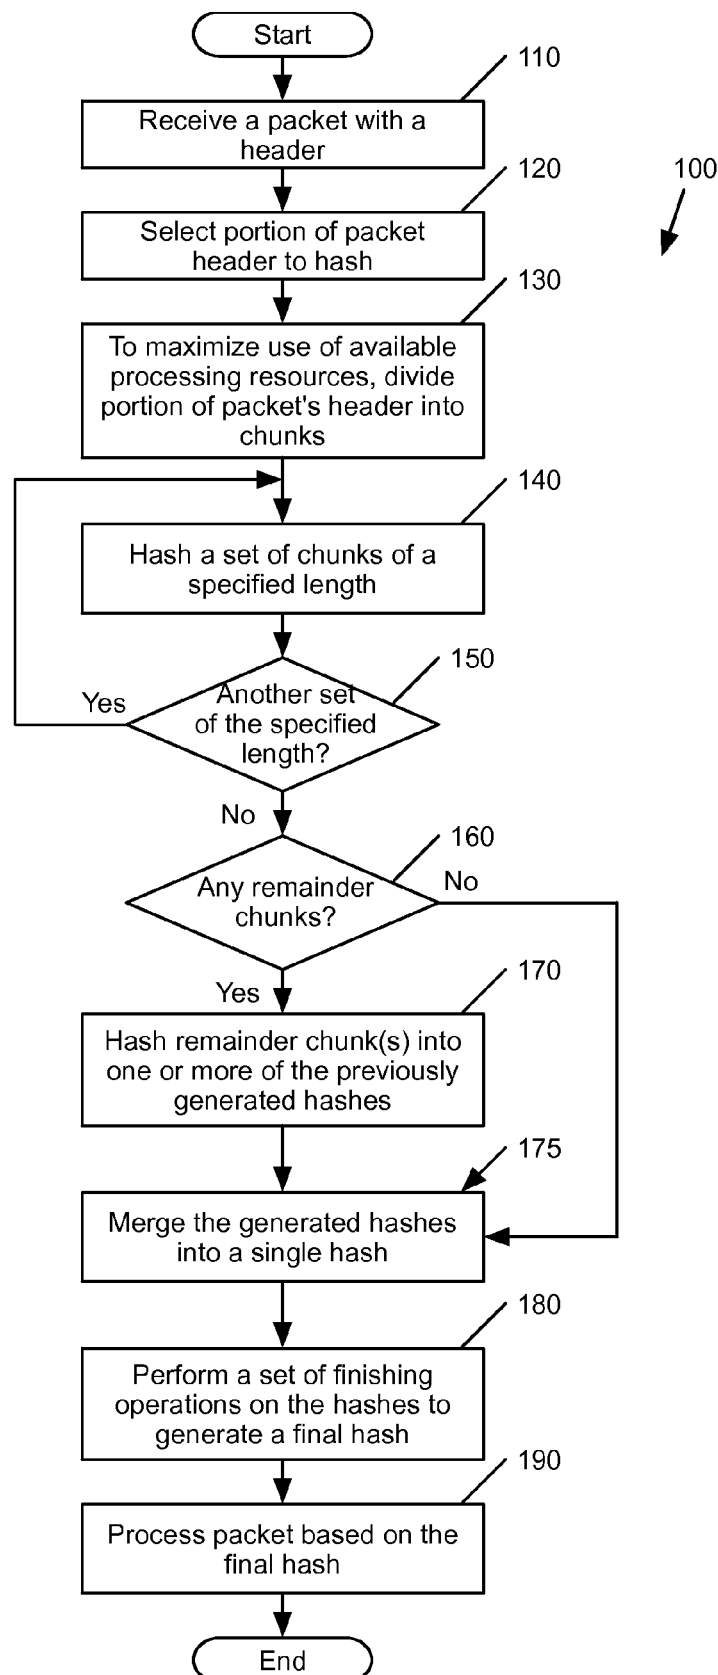 Start
110
Receive a packet with a
header
120
100
Select portion of packet
header to hash
130
To maximize use of available
processing resources, divide
portion of packet's header into
chunks
140
Hash a set of chunks of a
specified length
150
Yes
Another set
of the specified
length?
No
160
Any remainder
chunks?
No
Yes
170
Hash remainder chunk(s) into
one or more of the previously
generated hashes
175
Merge the generated hashes
into a single hash
180
Perform a set of finishing
operations on the hashes to
generate a final hash
190
Process packet based on the
final hash
End